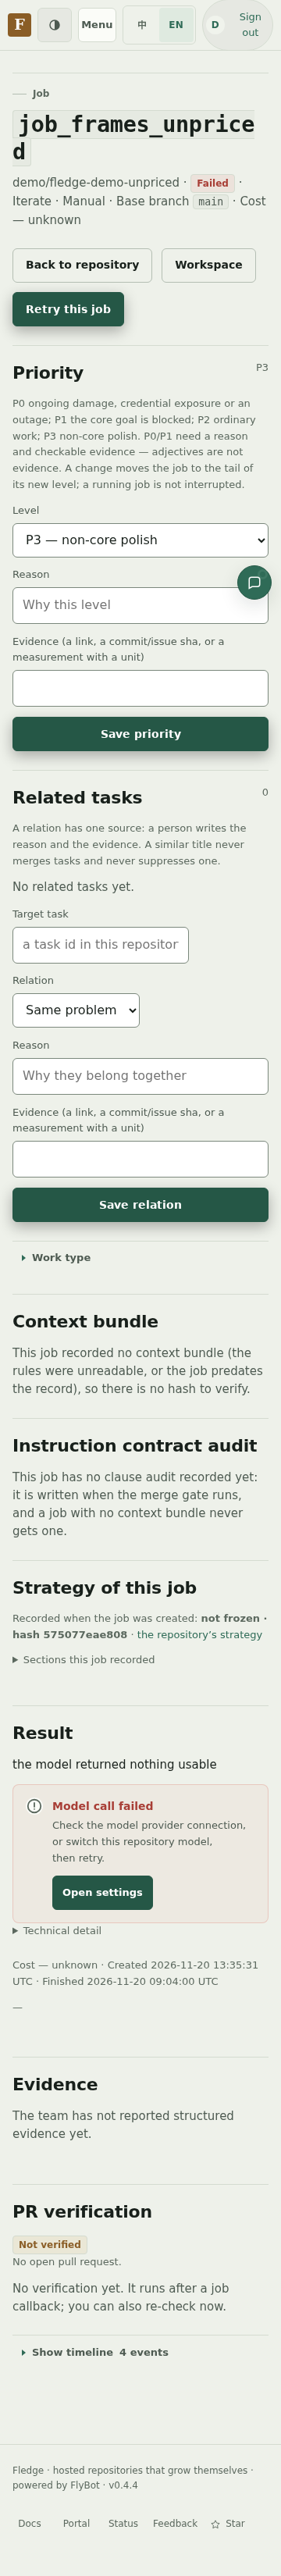 F Menu 中 EN D Sign out
Job
job_frames_unprice
d
demo/fledge-demo-unpriced · Failed ·
Iterate · Manual · Base branch main · Cost
— unknown
Back to repository Workspace
Retry this job
Priority P3
P0 ongoing damage, credential exposure or an
outage; P1 the core goal is blocked; P2 ordinary
work; P3 non-core polish. P0/P1 need a reason
and checkable evidence — adjectives are not
evidence. A change moves the job to the tail of
its new level; a running job is not interrupted.
Level
P3 — non-core polish
Reason
Why this level
Evidence (a link, a commit/issue sha, or a
measurement with a unit)
Save priority
Related tasks 0
A relation has one source: a person writes the
reason and the evidence. A similar title never
merges tasks and never suppresses one.
No related tasks yet.
Target task
a task id in this repositor
Relation
Same problem
Reason
Why they belong together
Evidence (a link, a commit/issue sha, or a
measurement with a unit)
Save relation
Work type
Context bundle
This job recorded no context bundle (the
rules were unreadable, or the job predates
the record), so there is no hash to verify.
Instruction contract audit
This job has no clause audit recorded yet:
it is written when the merge gate runs,
and a job with no context bundle never
gets one.
Strategy of this job
Recorded when the job was created: not frozen ·
hash 575077eae808 · the repository's strategy
Sections this job recorded
Result
the model returned nothing usable
Model call failed
Check the model provider connection,
or switch this repository model,
then retry.
Open settings
Technical detail
Cost — unknown · Created 2026-11-20 13:35:31
UTC · Finished 2026-11-20 09:04:00 UTC
—
Evidence
The team has not reported structured
evidence yet.
PR verification
Not verified
No open pull request.
No verification yet. It runs after a job
callback; you can also re-check now.
Show timeline 4 events
Fledge · hosted repositories that grow themselves ·
powered by FlyBot · v0.4.4
Docs Portal Status Feedback Star